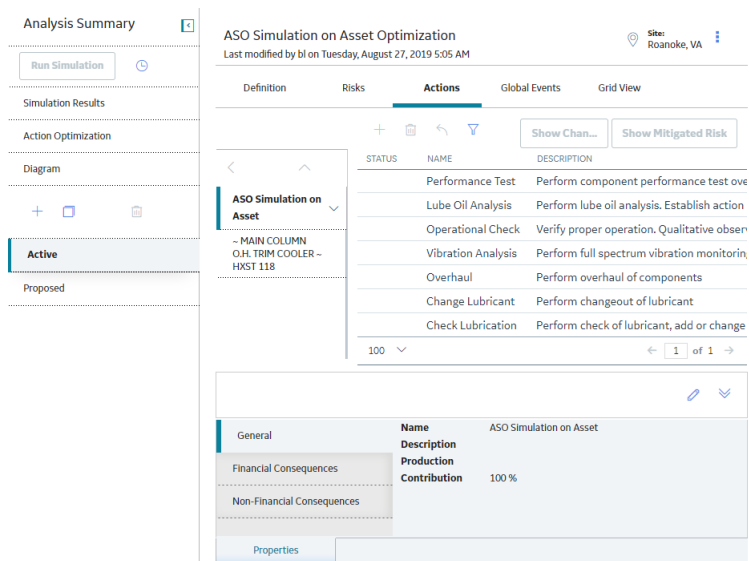 Analysis Summary
Run Simulation
Simulation Results
Action Optimization
Diagram
Active
Proposed
ASO Simulation on Asset Optimization
Last modified by bl on Tuesday, August 27, 2019 5:05 AM
Site:
Roanoke, VA
Definition Risks Actions Global Events Grid View
Show Chan... Show Mitigated Risk
ASO Simulation on
Asset
~ MAIN COLUMN
O.H. TRIM COOLER ~
HXST 118
STATUS NAME DESCRIPTION
Performance Test Perform component performance test ove
Lube Oil Analysis Perform lube oil analysis. Establish action
Operational Check Verify proper operation. Qualitative obser
Vibration Analysis Perform full spectrum vibration monitoring
Overhaul Perform overhaul of components
Change Lubricant Perform changeout of lubricant
Check Lubrication Perform check of lubricant, add or change
100 1 of 1
General
Financial Consequences
Non-Financial Consequences
Name ASO Simulation on Asset
Description
Production
Contribution 100 %
Properties